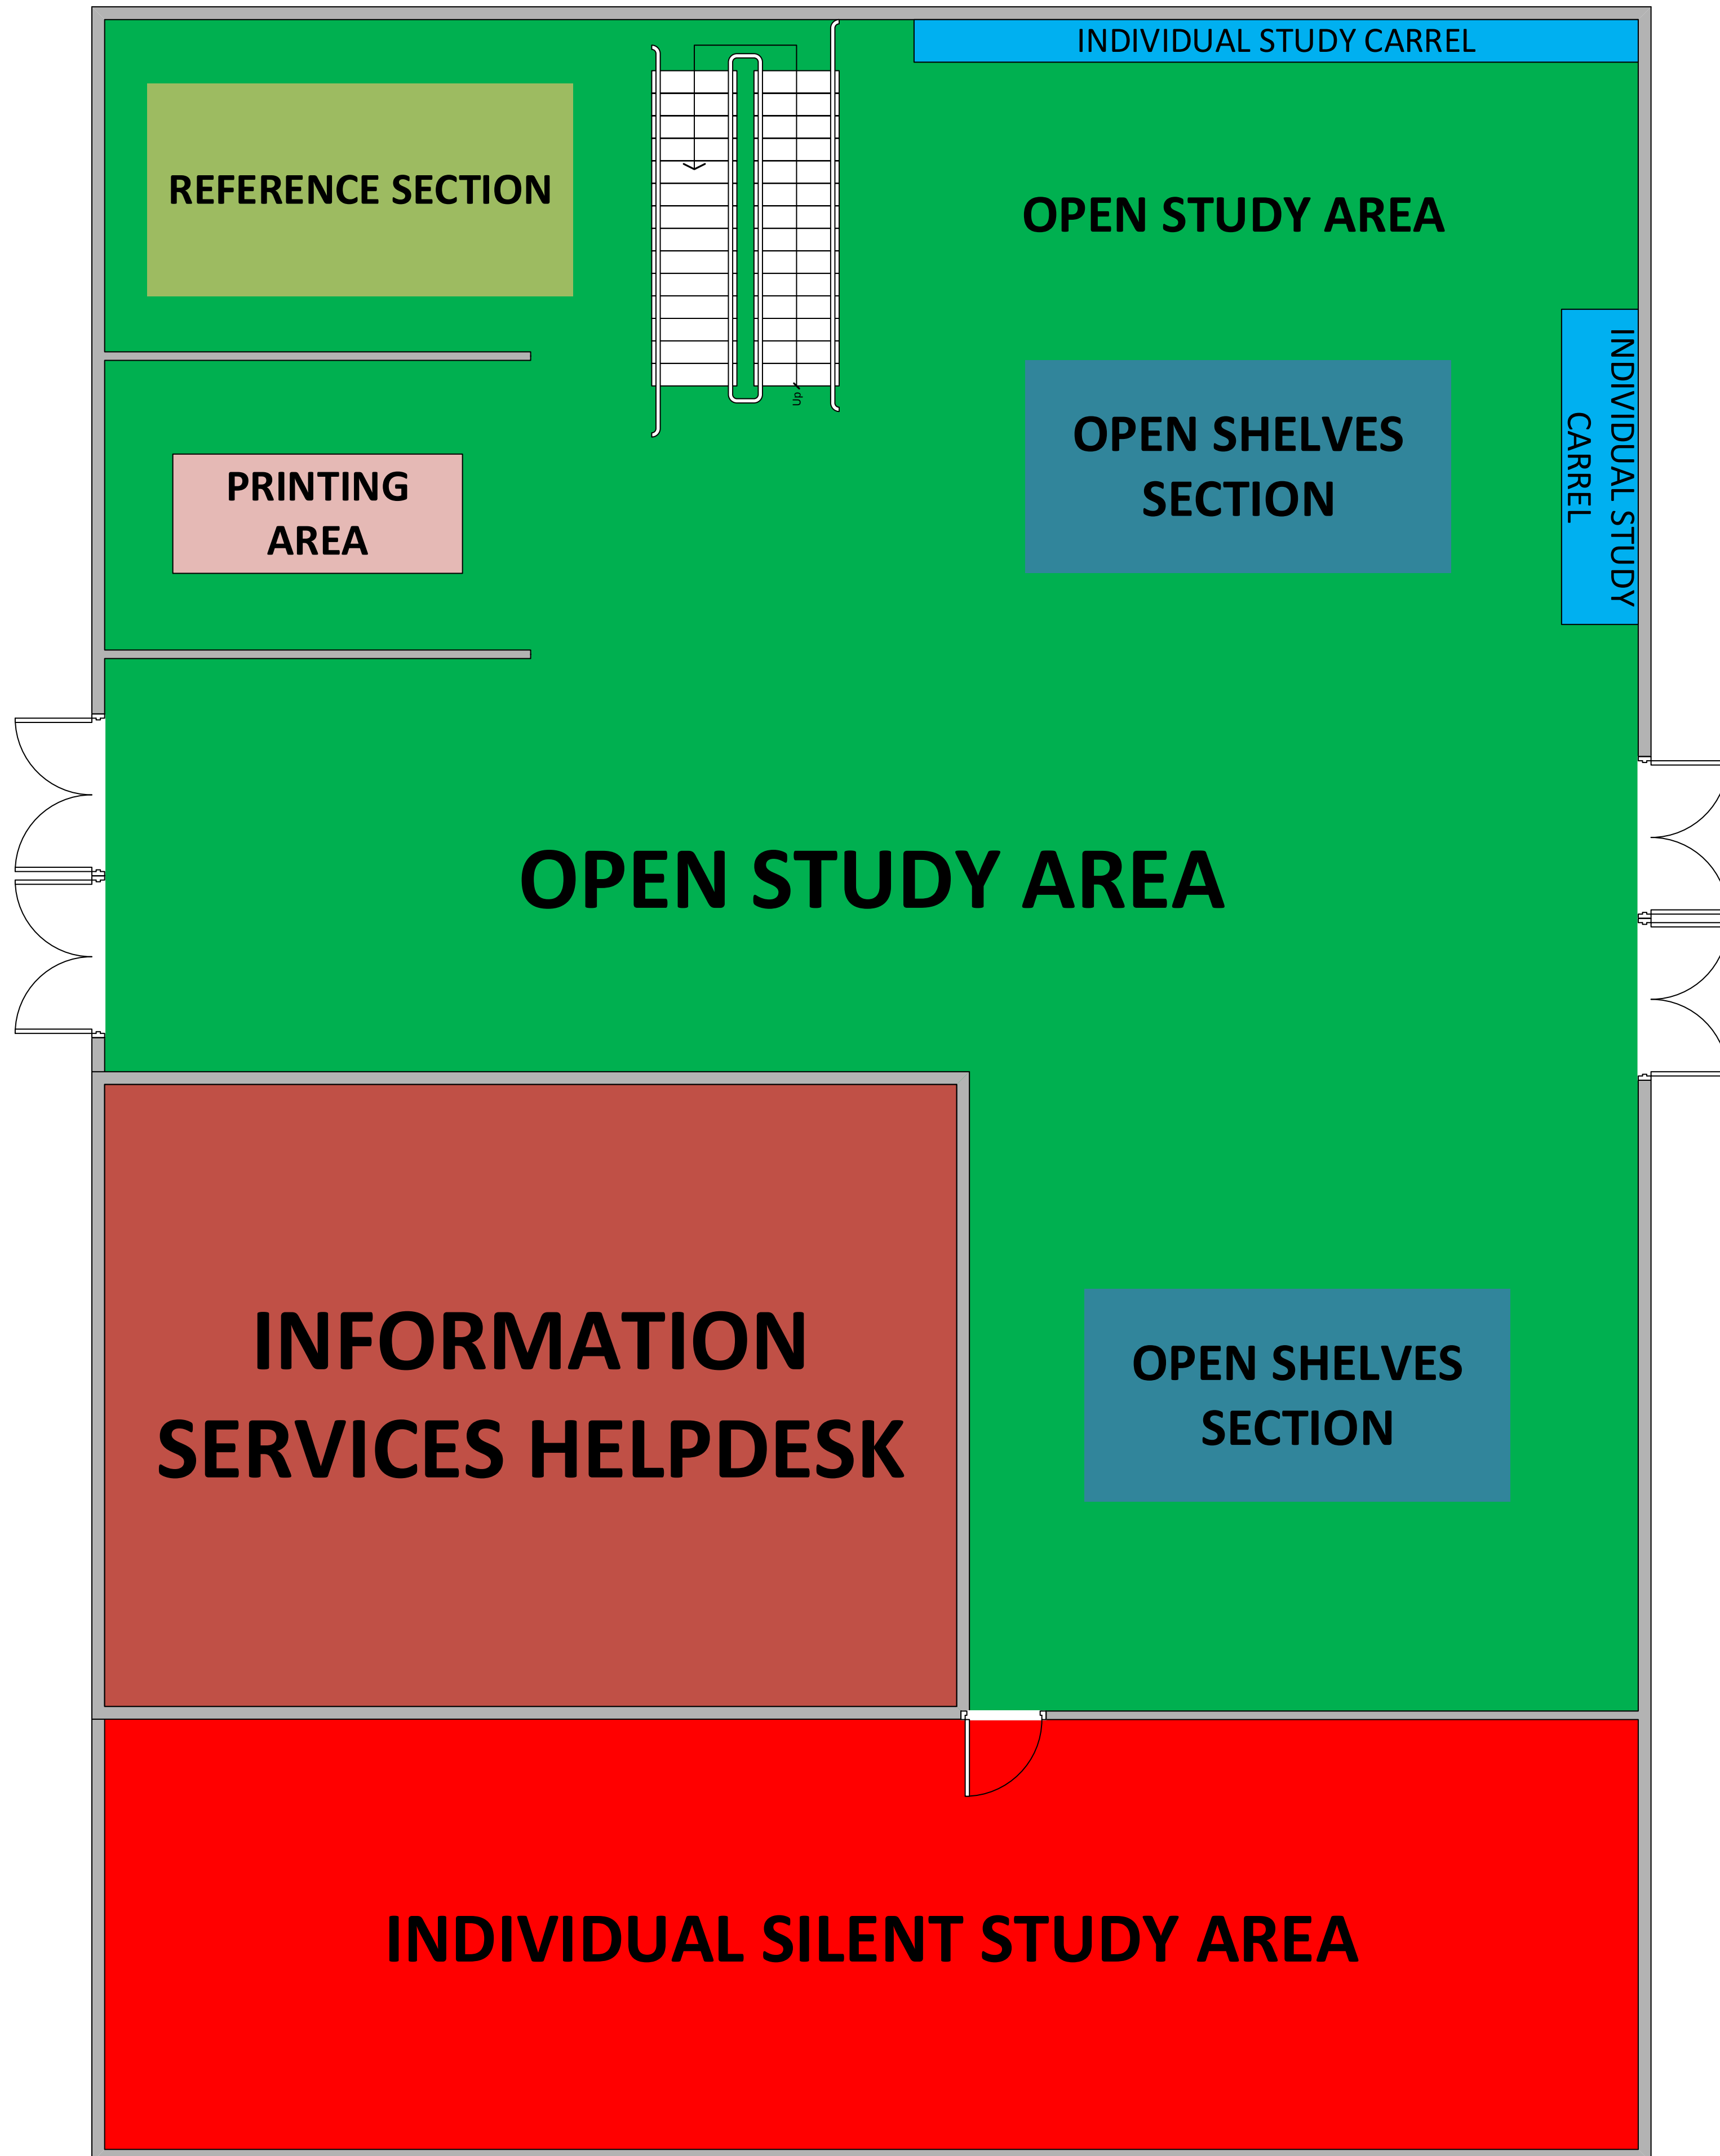 INDIVIDUAL STUDY CARREL
REFERENCE SECTION
OPEN STUDY AREA
Up
OPEN SHELVES
SECTION
INDIVIDUAL STUDY
CARREL
PRINTING
AREA
OPEN STUDY AREA
INFORMATION
SERVICES HELPDESK
OPEN SHELVES
SECTION
INDIVIDUAL SILENT STUDY AREA